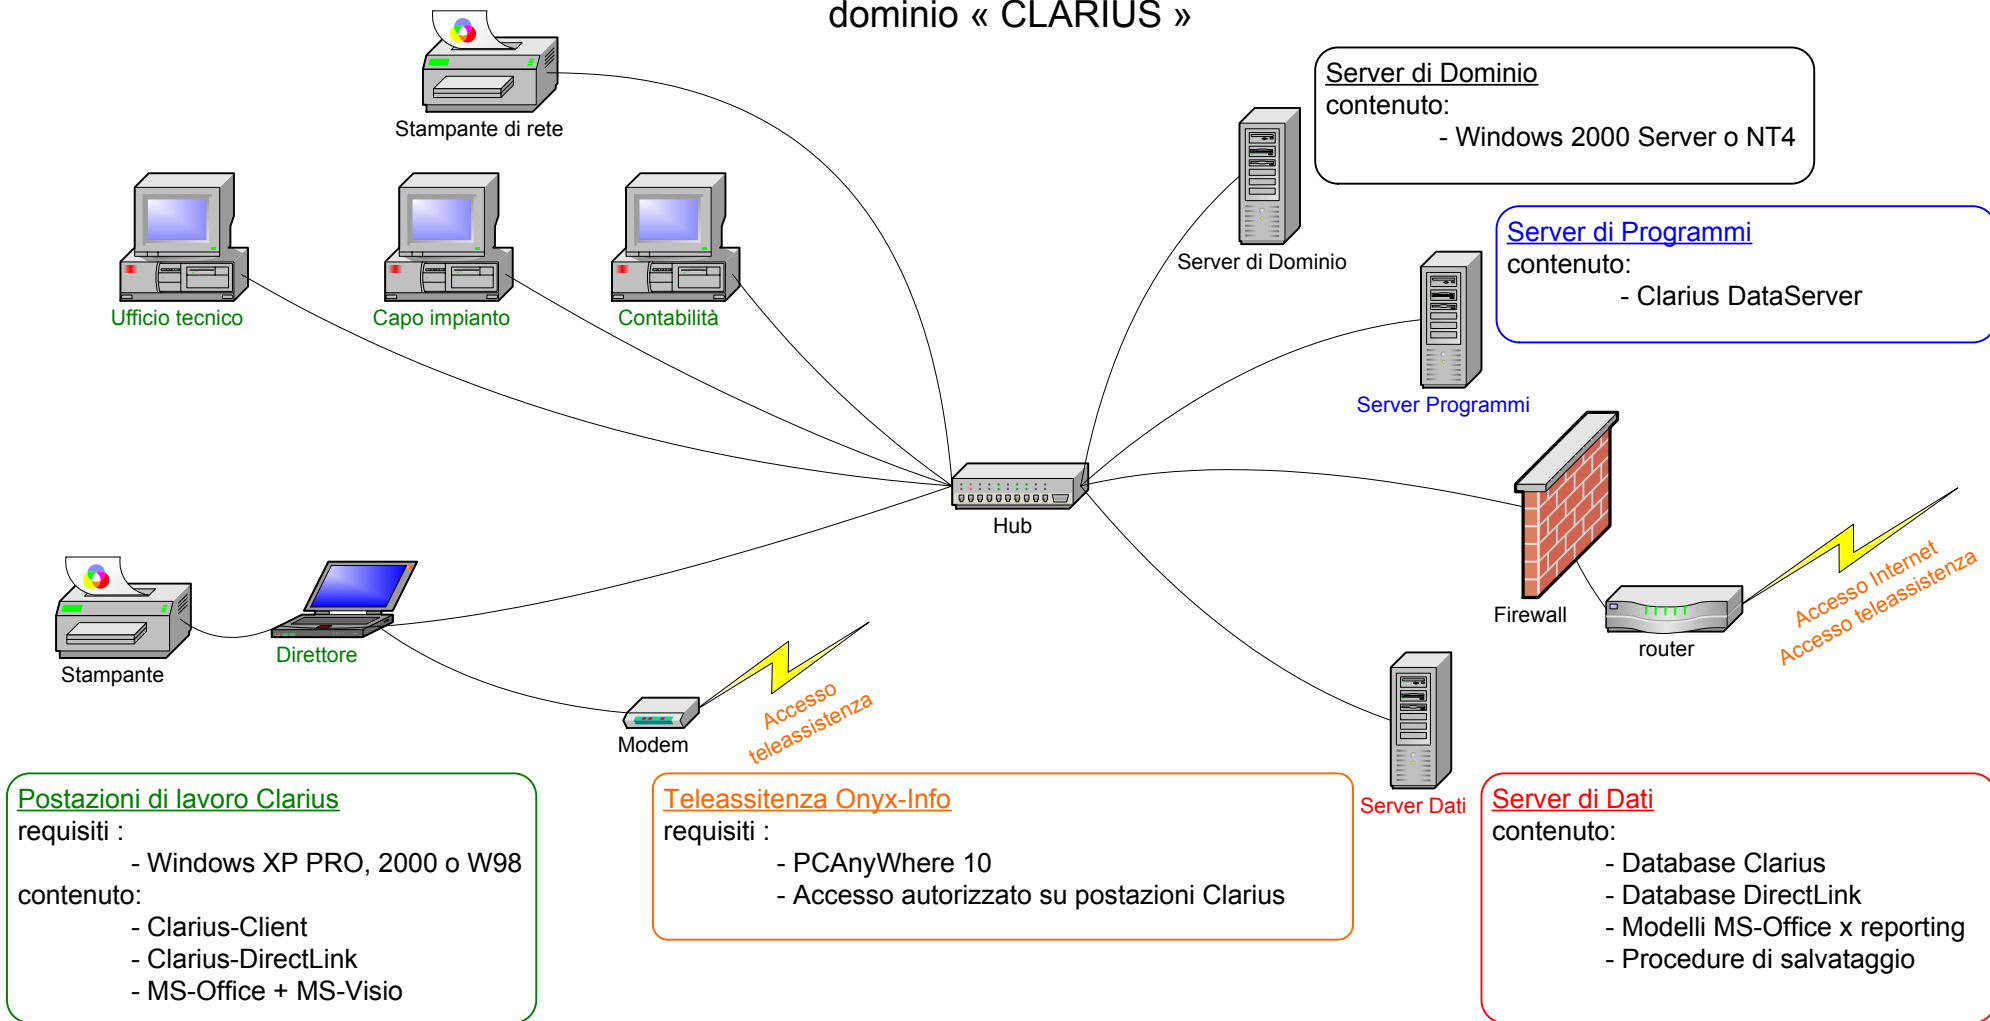 dominio « CLARIUS »
Stampante di rete
Server di Dominio
contenuto:
- Windows 2000 Server o NT4
Server di Dominio
Ufficio tecnico
Capo impianto
Contabilità
Server di Programmi
contenuto:
- Clarius DataServer
Server Programmi
Hub
Firewall
router
Accesso Internet
Accesso teleassistenza
Stampante
Direttore
Modem
Accesso
teleassistenza
Server Dati
Postazioni di lavoro Clarius
requisiti :
- Windows XP PRO, 2000 o W98
contenuto:
- Clarius-Client
- Clarius-DirectLink
- MS-Office + MS-Visio
Teleassitenza Onyx-Info
requisiti :
- PCAnyWhere 10
- Accesso autorizzato su postazioni Clarius
Server di Dati
contenuto:
- Database Clarius
- Database DirectLink
- Modelli MS-Office x reporting
- Procedure di salvataggio